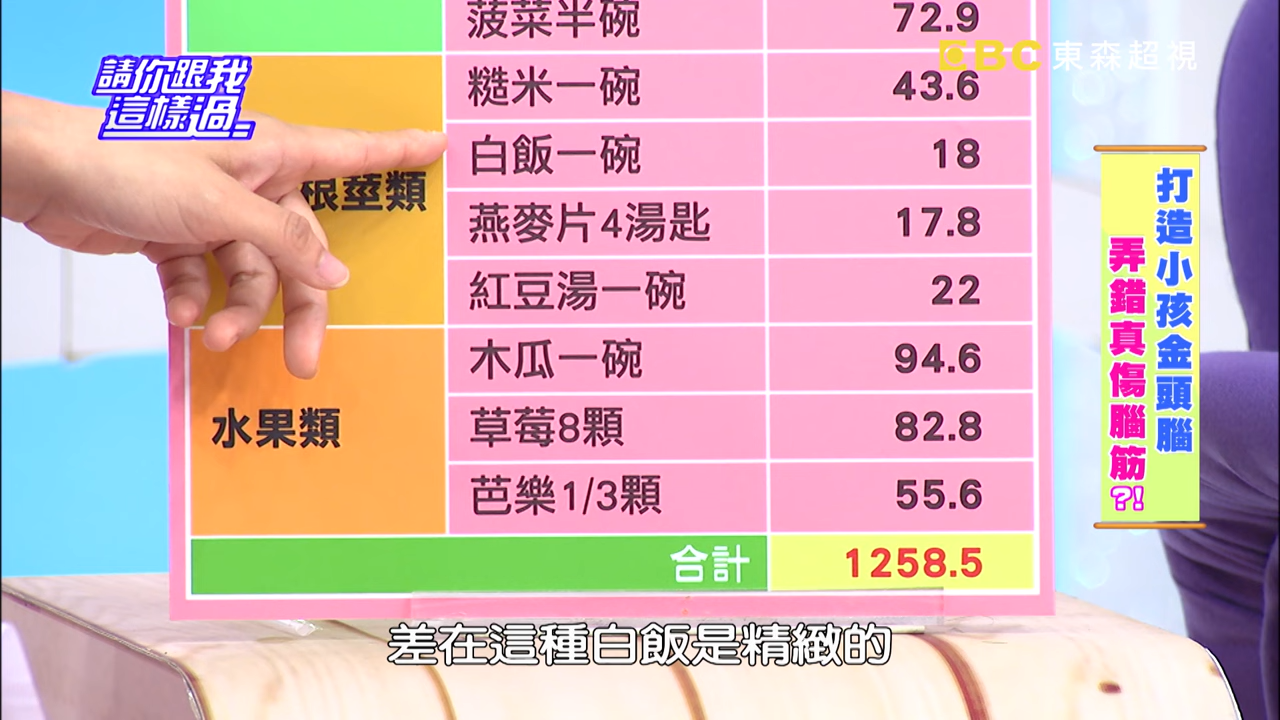 菠菜半碗 72.9
EBC 東森超視
請你跟我
這樣過
糙米一碗 43.6
白飯一碗 18
根莖類
燕麥片4湯匙 17.8
紅豆湯一碗 22
木瓜一碗 94.6
水果類
草莓8顆 82.8
芭樂1/3顆 55.6
合計 1258.5
打造小孩金頭腦
弄錯真傷腦筋?!
差在這種白飯是精緻的